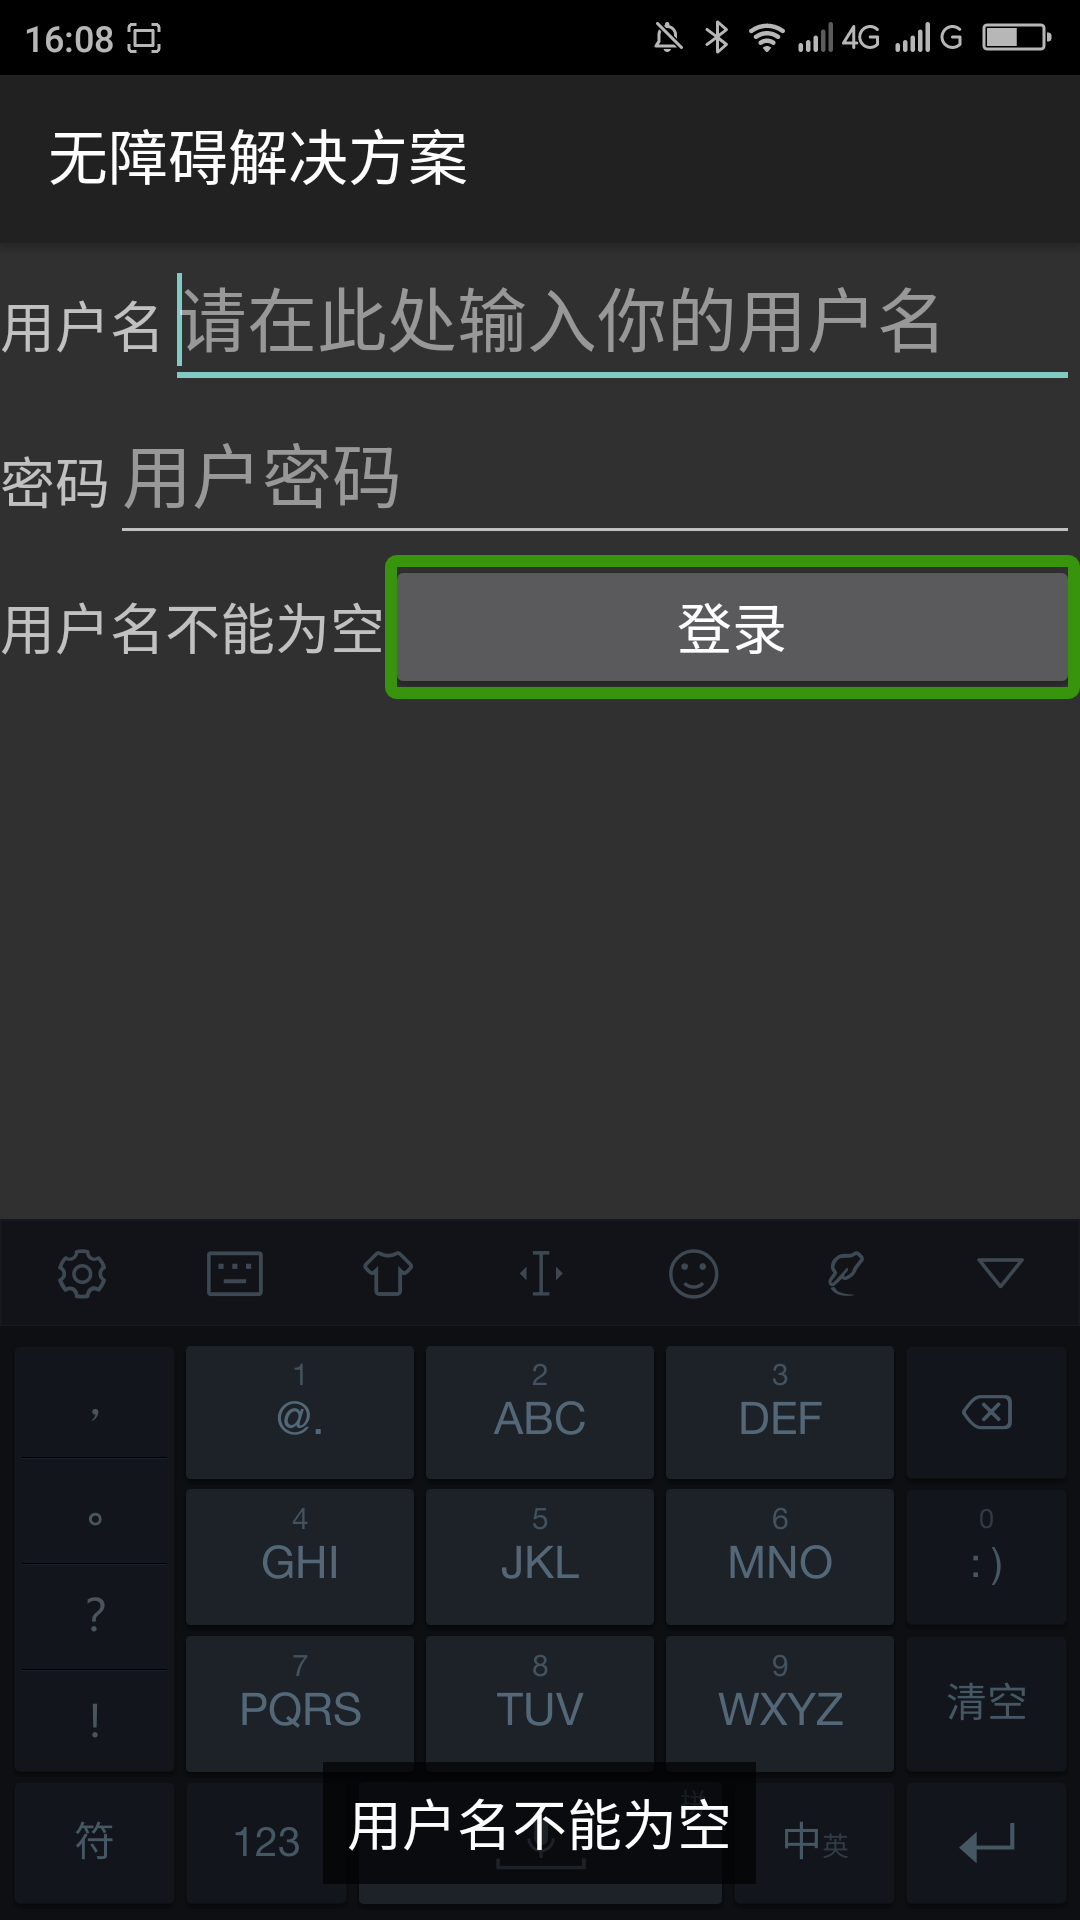 16:08 4G G
无障碍解决方案
用户名 请在此处输入你的用户名
密码 用户密码
用户名不能为空 登录
， 1 2 3
@. ABC DEF
。 4 5 6 0
GHI JKL MNO :)
？ 7 8 9
PQRS TUV WXYZ 清空
！
符 123 拼 中英
用户名不能为空